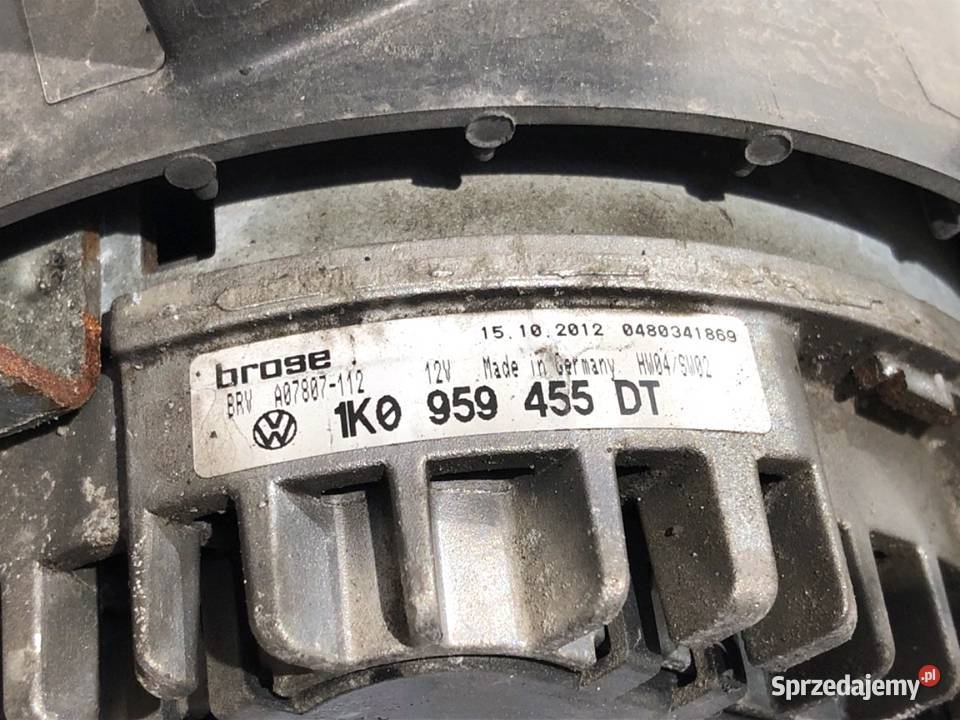 15.10.2012 0480341869
brose
BRV A07807-112 12V Made in Germany HW04/SW02
1K0 959 455 DT
Sprzedajemy.pl